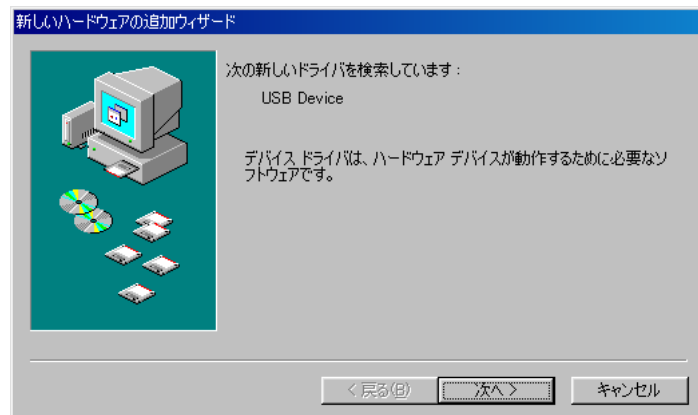 新しいハードウェアの追加ウィザード
次の新しいドライバを検索しています:
USB Device
デバイス ドライバは、ハードウェア デバイスが動作するために必要なソ
フトウェアです。
< 戻る(B)
次へ >
キャンセル